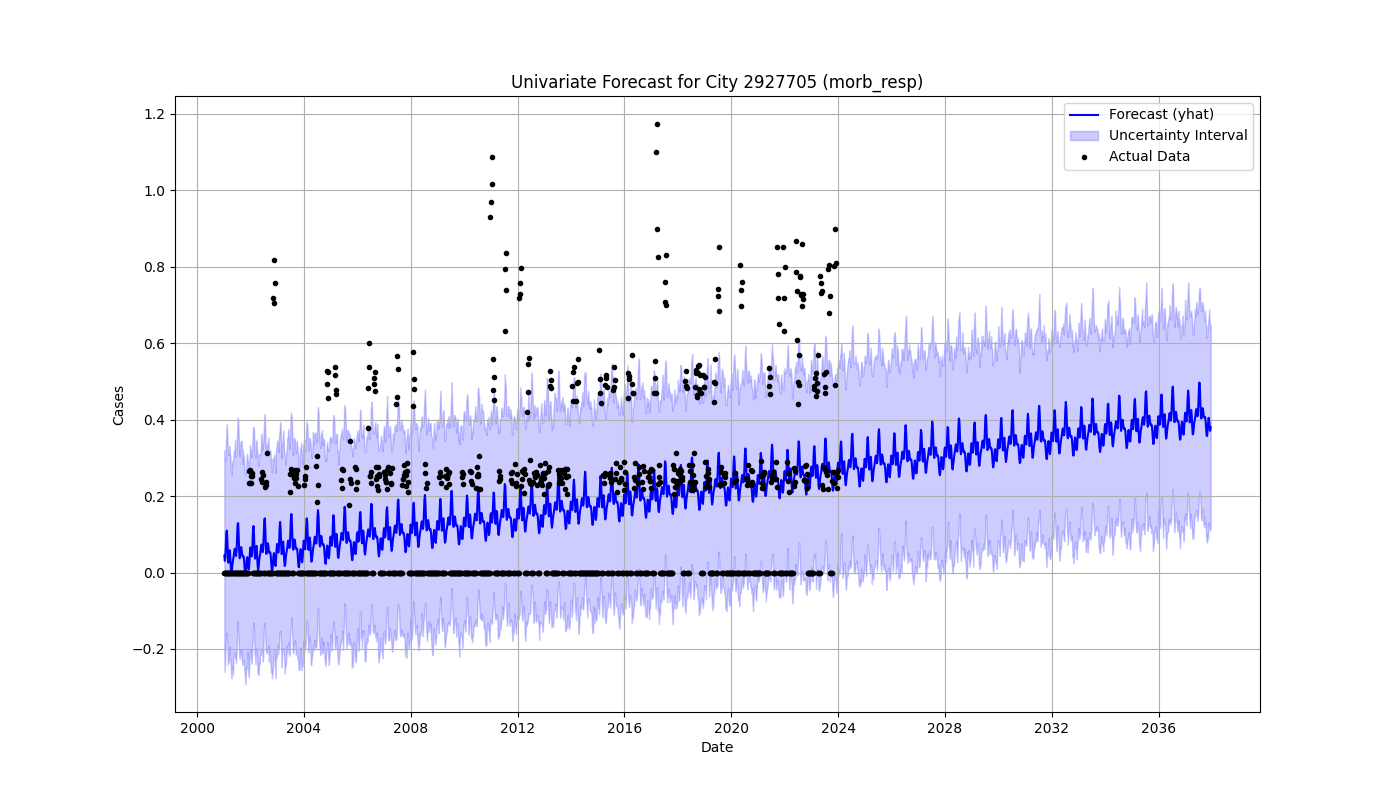 Univariate Forecast for City 2927705 (morb_resp)
Forecast (yhat)
Uncertainty Interval
Actual Data
1.2
1.0
0.8
0.6
0.4
0.2
0.0
−0.2
Cases
2000 2004 2008 2012 2016 2020 2024 2028 2032 2036
Date